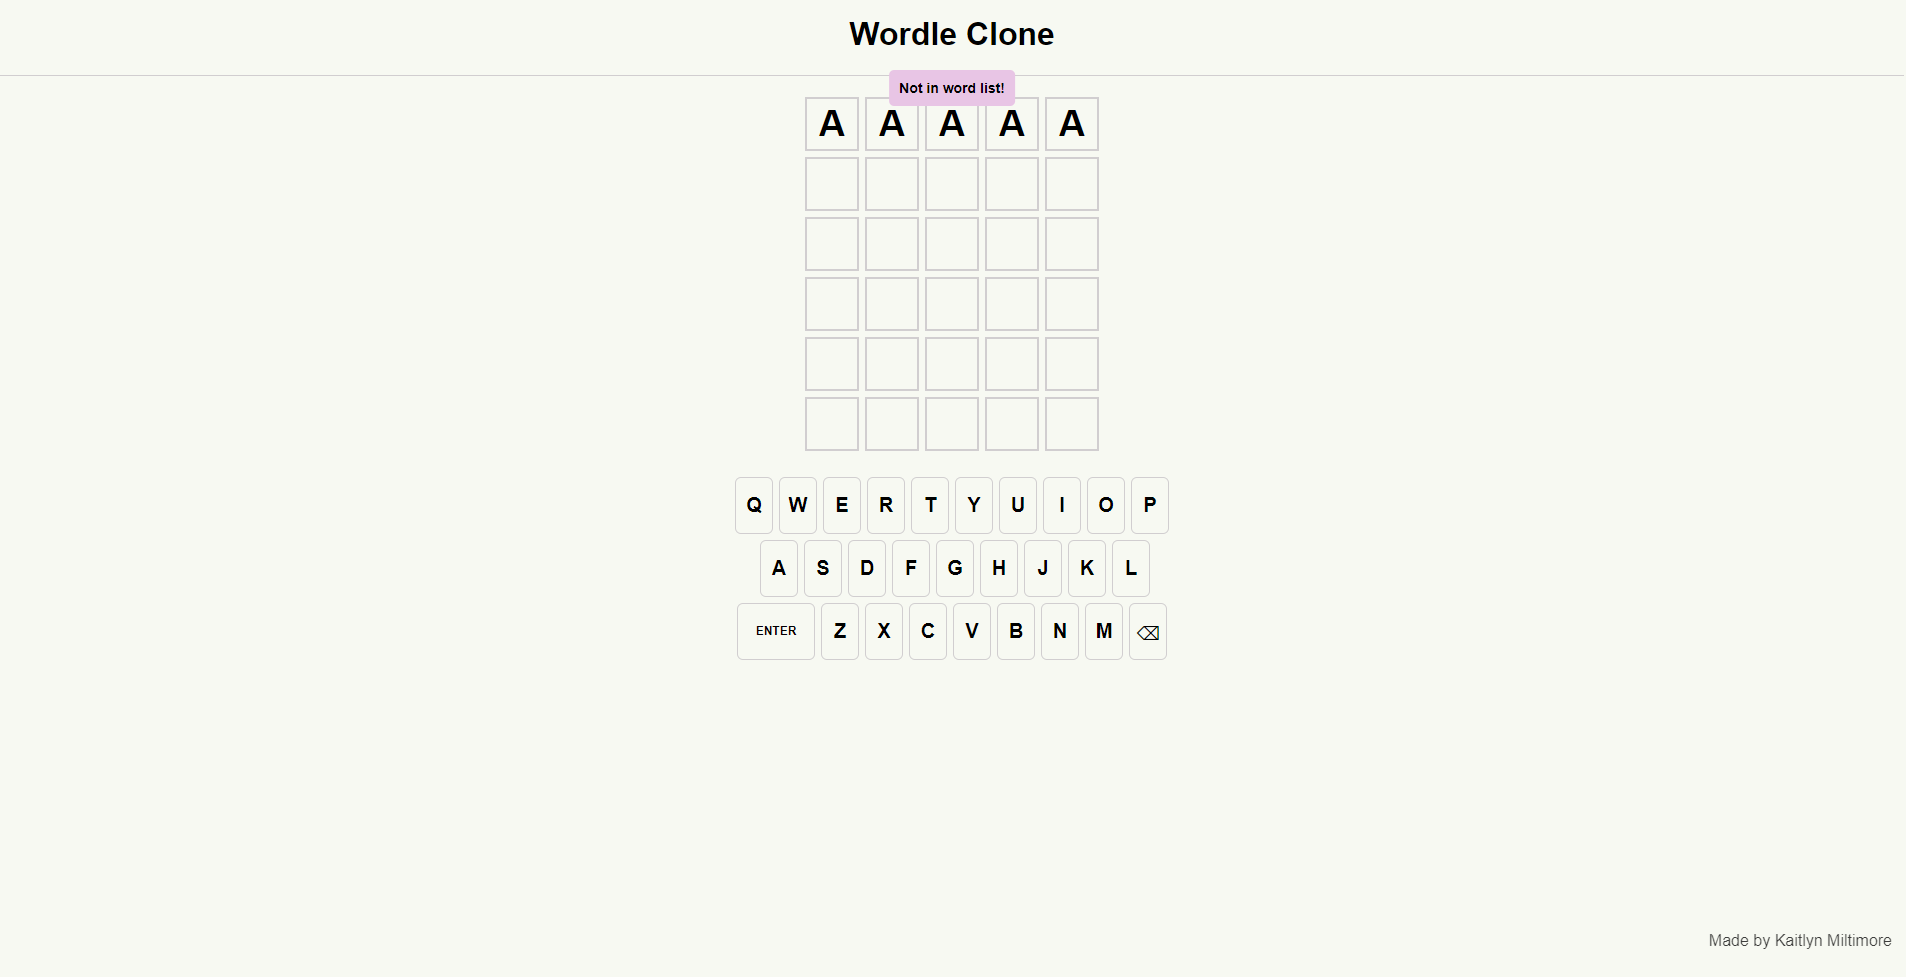 Wordle Clone
Not in word list!
A A A A A
Q W E R T Y U I O P
A S D F G H J K L
ENTER Z X C V B N M ⌫
Made by Kaitlyn Miltimore